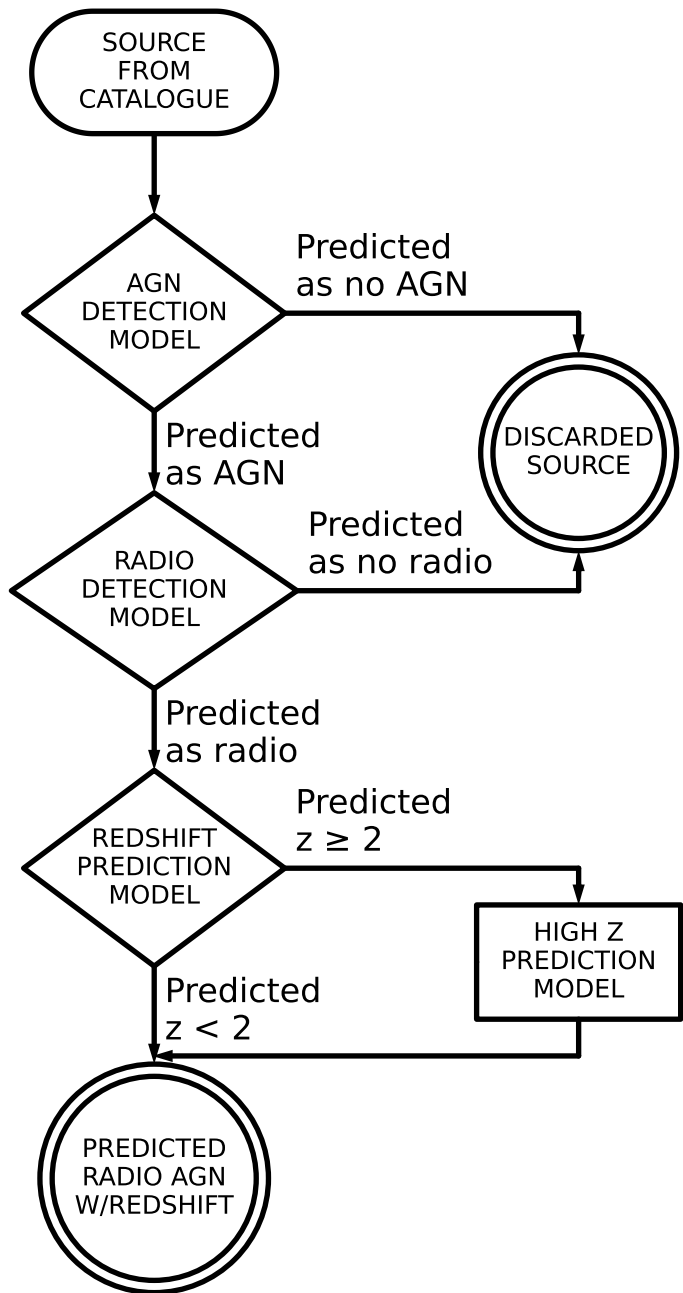 SOURCE
FROM
CATALOGUE
AGN
DETECTION
MODEL
Predicted
as no AGN
DISCARDED
SOURCE
Predicted
as AGN
RADIO
DETECTION
MODEL
Predicted
as no radio
Predicted
as radio
REDSHIFT
PREDICTION
MODEL
Predicted
z ≥ 2
HIGH Z
PREDICTION
MODEL
Predicted
z < 2
PREDICTED
RADIO AGN
W/REDSHIFT